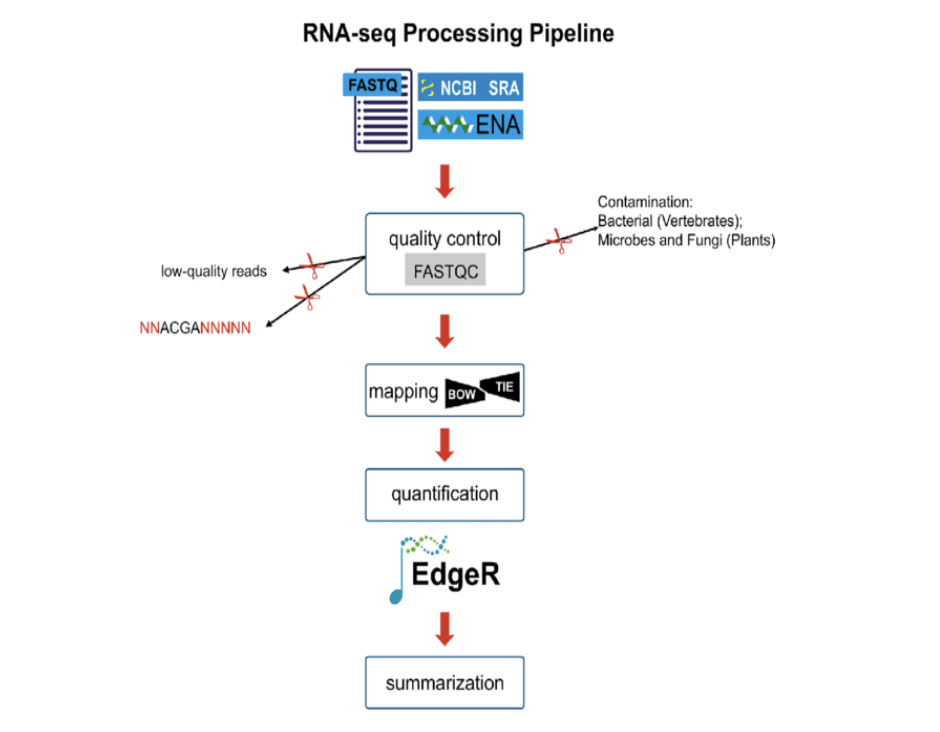 RNA-seq Processing Pipeline
FASTQ
NCBI SRA
ENA
Contamination:
Bacterial (Vertebrates);
Microbes and Fungi (Plants)
quality control
FASTQC
low-quality reads
NNACGANNNNN
mapping BOW TIE
quantification
EdgeR
summarization